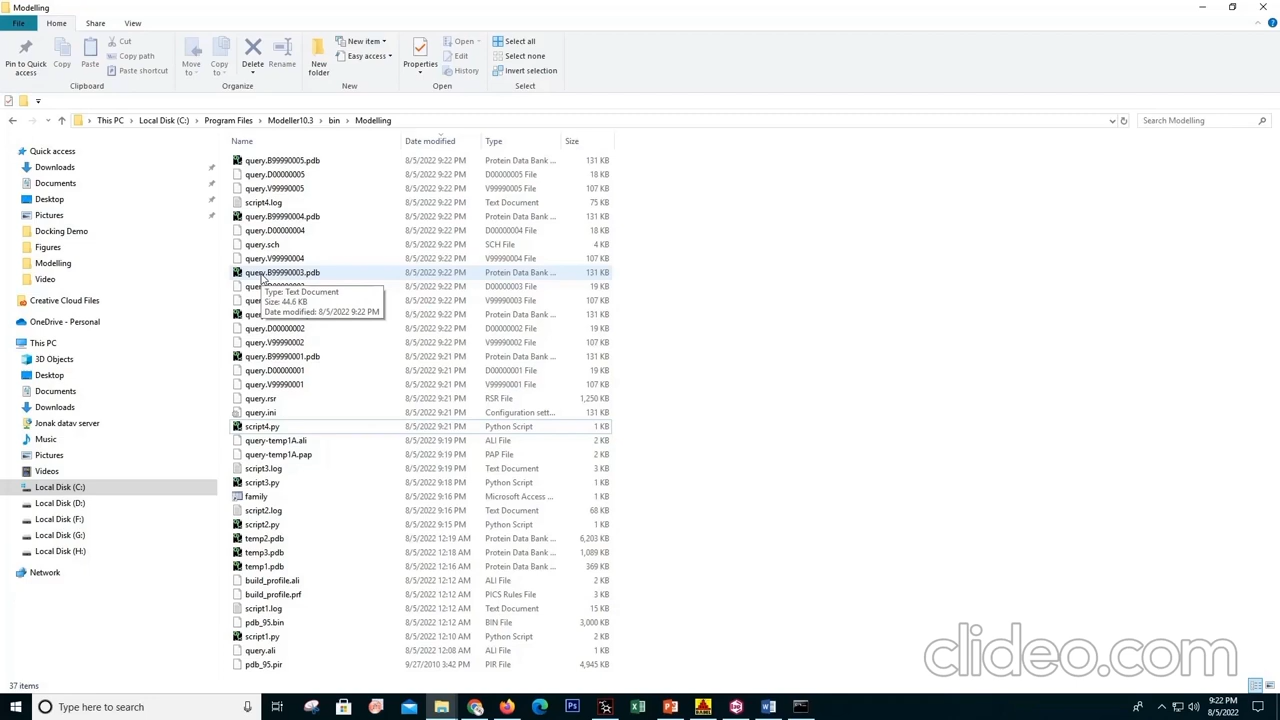 Modelling
File Home Share View
Pin to Quick access
Copy
Paste
Cut
Copy path
Paste shortcut
Clipboard
Move to
Copy to
Delete
Rename
Organize
New folder
New item
Easy access
New
Properties
Open
Edit
History
Open
Select all
Select none
Invert selection
Select
This PC > Local Disk (C:) > Program Files > Modeller10.3 > bin > Modelling
Search Modelling
Quick access
Downloads
Documents
Desktop
Pictures
Docking Demo
Figures
Modelling
Video
Creative Cloud Files
OneDrive - Personal
This PC
3D Objects
Desktop
Documents
Downloads
Jonak datav server
Music
Pictures
Videos
Local Disk (C:)
Local Disk (D:)
Local Disk (F:)
Local Disk (G:)
Local Disk (H:)
Network
Name Date modified Type Size
query.B99990005.pdb 8/5/2022 9:22 PM Protein Data Bank ... 131 KB
query.D00000005 8/5/2022 9:22 PM D00000005 File 18 KB
query.V99990005 8/5/2022 9:22 PM V99990005 File 107 KB
script4.log 8/5/2022 9:22 PM Text Document 75 KB
query.B99990004.pdb 8/5/2022 9:22 PM Protein Data Bank ... 131 KB
query.D00000004 8/5/2022 9:22 PM D00000004 File 18 KB
query.sch 8/5/2022 9:22 PM SCH File 4 KB
query.V99990004 8/5/2022 9:22 PM V99990004 File 107 KB
query.B99990003.pdb 8/5/2022 9:22 PM Protein Data Bank ... 131 KB
8/5/2022 9:22 PM D00000003 File 19 KB
8/5/2022 9:22 PM V99990003 File 107 KB
8/5/2022 9:22 PM Protein Data Bank ... 131 KB
query.D00000002 8/5/2022 9:22 PM D00000002 File 19 KB
query.V99990002 8/5/2022 9:22 PM V99990002 File 107 KB
query.B99990001.pdb 8/5/2022 9:21 PM Protein Data Bank ... 131 KB
query.D00000001 8/5/2022 9:21 PM D00000001 File 19 KB
query.V99990001 8/5/2022 9:21 PM V99990001 File 107 KB
query.rsr 8/5/2022 9:21 PM RSR File 1,250 KB
query.ini 8/5/2022 9:21 PM Configuration sett... 131 KB
script4.py 8/5/2022 9:21 PM Python Script 1 KB
query-temp1A.ali 8/5/2022 9:19 PM ALI File 2 KB
query-temp1A.pap 8/5/2022 9:19 PM PAP File 2 KB
script3.log 8/5/2022 9:19 PM Text Document 3 KB
script3.py 8/5/2022 9:18 PM Python Script 1 KB
family 8/5/2022 9:16 PM Microsoft Access ... 1 KB
script2.log 8/5/2022 9:16 PM Text Document 68 KB
script2.py 8/5/2022 9:15 PM Python Script 1 KB
temp2.pdb 8/5/2022 12:19 AM Protein Data Bank ... 6,203 KB
temp3.pdb 8/5/2022 12:18 AM Protein Data Bank ... 1,089 KB
temp1.pdb 8/5/2022 12:16 AM Protein Data Bank ... 369 KB
build_profile.ali 8/5/2022 12:12 AM ALI File 2 KB
build_profile.prf 8/5/2022 12:12 AM PICS Rules File 3 KB
script1.log 8/5/2022 12:12 AM Text Document 15 KB
pdb_95.bin 8/5/2022 12:12 AM BIN File 3,000 KB
script1.py 8/5/2022 12:10 AM Python Script 2 KB
query.ali 8/5/2022 12:11 AM ALI File 2 KB
pdb_95.pir 9/27/2010 3:42 PM PIR File 4,945 KB
Type: Text Document
Size: 44.6 KB
Date modified: 8/5/2022 9:22 PM
clideo.com
37 items
Type here to search
9:22 PM
8/5/2022